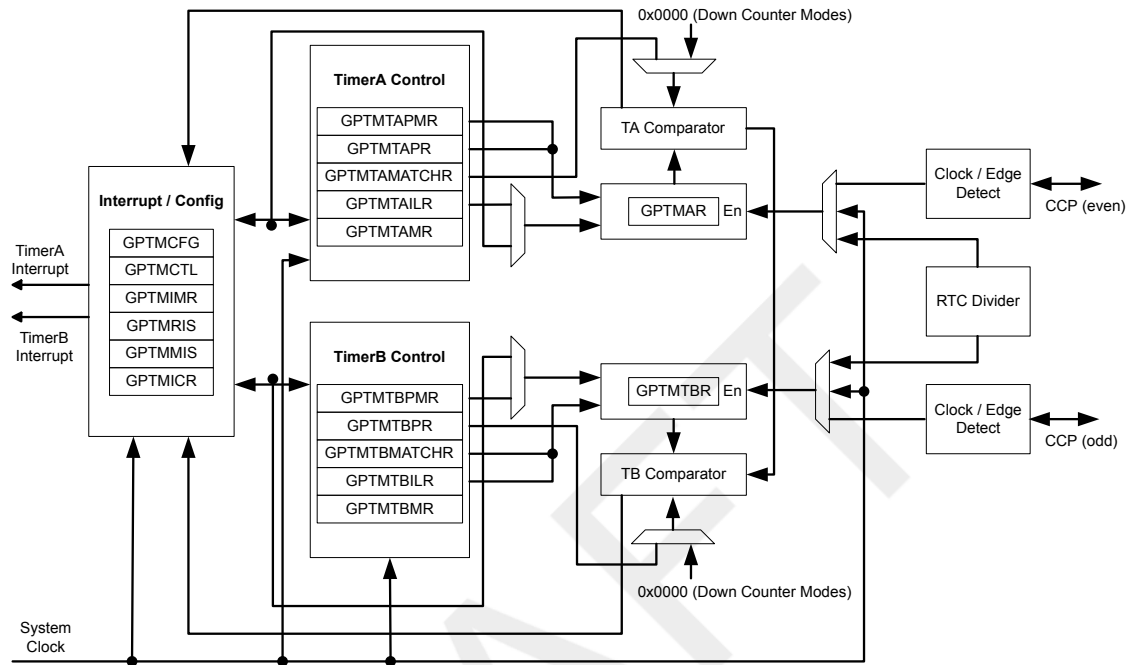 0x0000 (Down Counter Modes)
TimerA Control
GPTMTAPMR
GPTMTAPR
GPTMTAMATCHR
GPTMTAILR
GPTMTAMR
TA Comparator
GPTMAR
En
Clock / Edge
Detect
CCP (even)
Interrupt / Config
GPTMCFG
GPTMCTL
GPTMIMR
GPTMRIS
GPTMMIS
GPTMICR
TimerA
Interrupt
TimerB
Interrupt
RTC Divider
TimerB Control
GPTMTBPMR
GPTMTBPR
GPTMTBMATCHR
GPTMTBILR
GPTMTBMR
GPTMTBR
En
TB Comparator
Clock / Edge
Detect
CCP (odd)
0x0000 (Down Counter Modes)
System
Clock
AFT